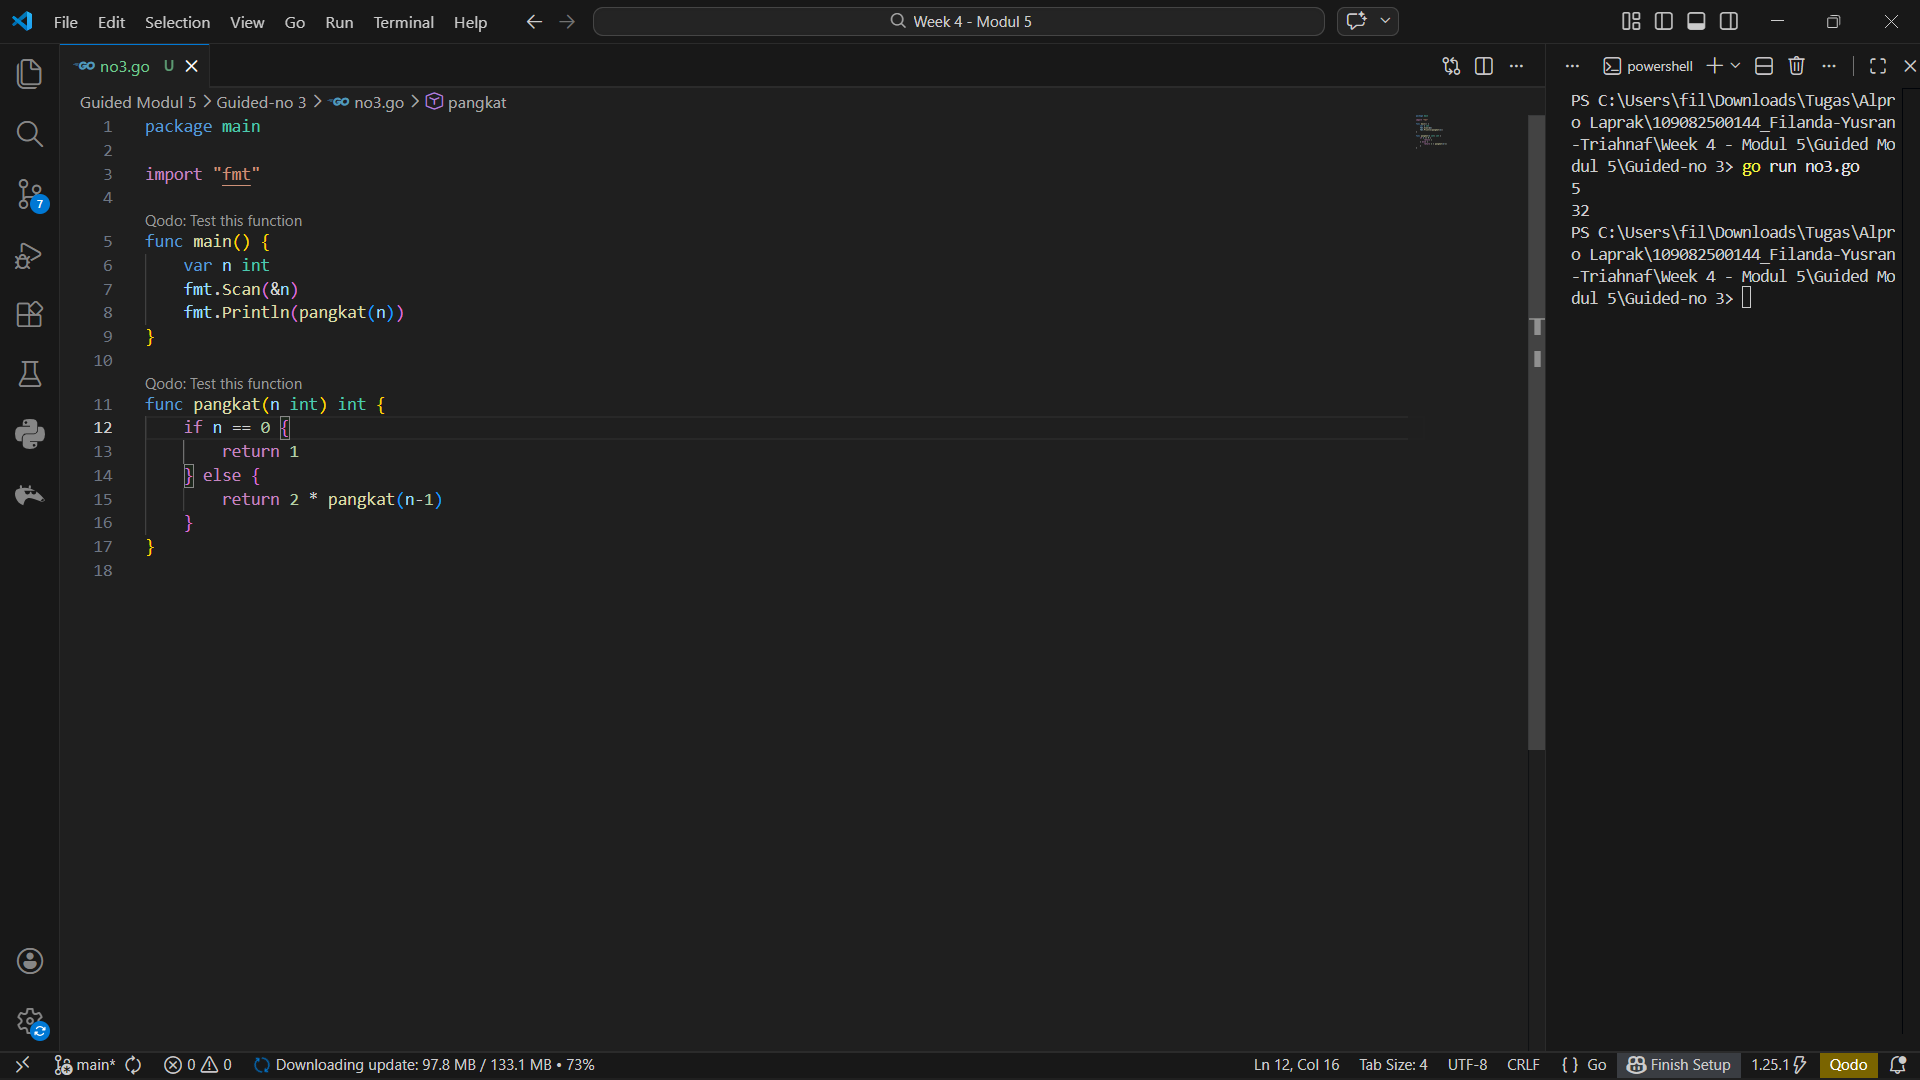 File Edit Selection View Go Run Terminal Help
Week 4 - Modul 5
GO no3.go U
Guided Modul 5 > Guided-no 3 > GO no3.go > pangkat
1 package main
2
3 import "fmt"
4
Qodo: Test this function
5 func main() {
6 var n int
7 fmt.Scan(&n)
8 fmt.Println(pangkat(n))
9 }
10
Qodo: Test this function
11 func pangkat(n int) int {
12 if n == 0 {
13 return 1
14 } else {
15 return 2 * pangkat(n-1)
16 }
17 }
18
powershell
PS C:\Users\fil\Downloads\Tugas\Alpr
o Laprak\109082500144_Filanda-Yusran
-Triahnaf\Week 4 - Modul 5\Guided Mo
dul 5\Guided-no 3> go run no3.go
5
32
PS C:\Users\fil\Downloads\Tugas\Alpr
o Laprak\109082500144_Filanda-Yusran
-Triahnaf\Week 4 - Modul 5\Guided Mo
dul 5\Guided-no 3>
7
main* 0 0 Downloading update: 97.8 MB / 133.1 MB • 73% Ln 12, Col 16 Tab Size: 4 UTF-8 CRLF { } Go Finish Setup 1.25.1 Qodo